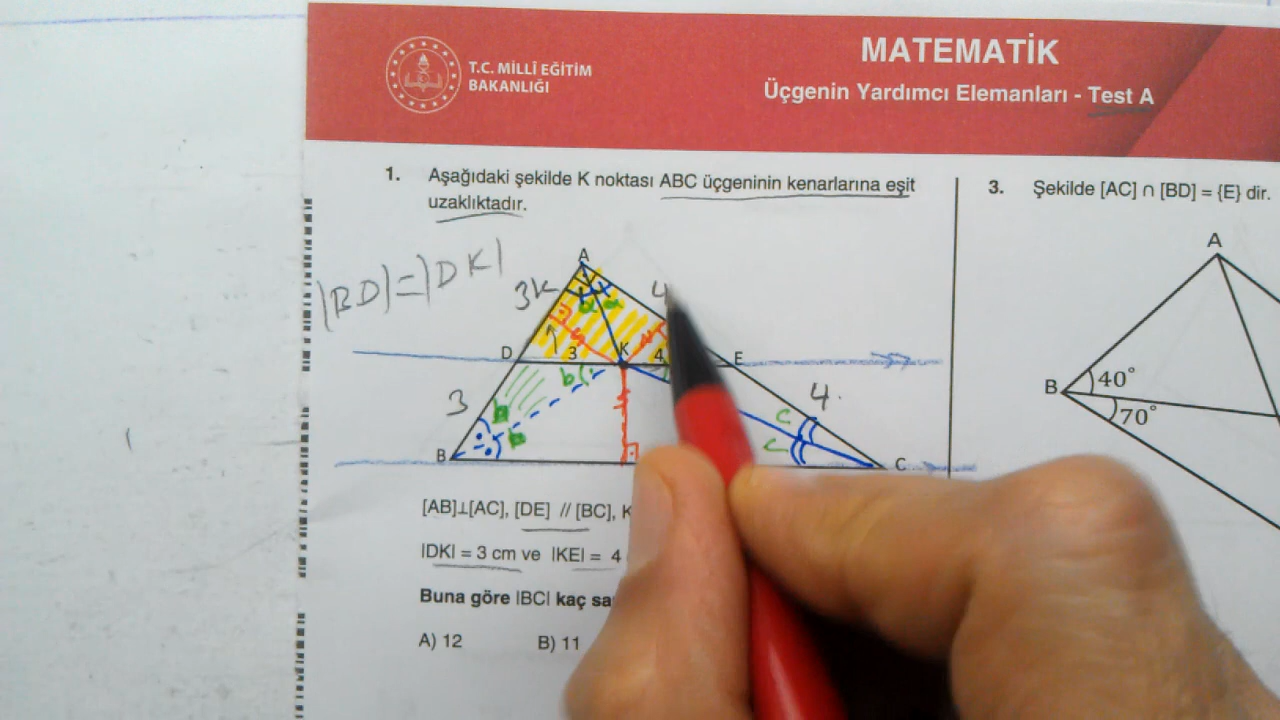 T.C. MİLLÎ EĞİTİM
BAKANLIĞI
MATEMATİK
Üçgenin Yardımcı Elemanları - Test A
1. Aşağıdaki şekilde K noktası ABC üçgeninin kenarlarına eşit
uzaklıktadır.
|BD|=|DK|
A
3k
4
α α
D
3
K
4
E
3
b
b
b
4.
c
c
B
C
[AB]⊥[AC], [DE] // [BC], K
|DK| = 3 cm ve |KE| = 4
Buna göre |BC| kaç sa
A) 12 B) 11
3. Şekilde [AC] ∩ [BD] = {E} dir.
A
B
40°
70°